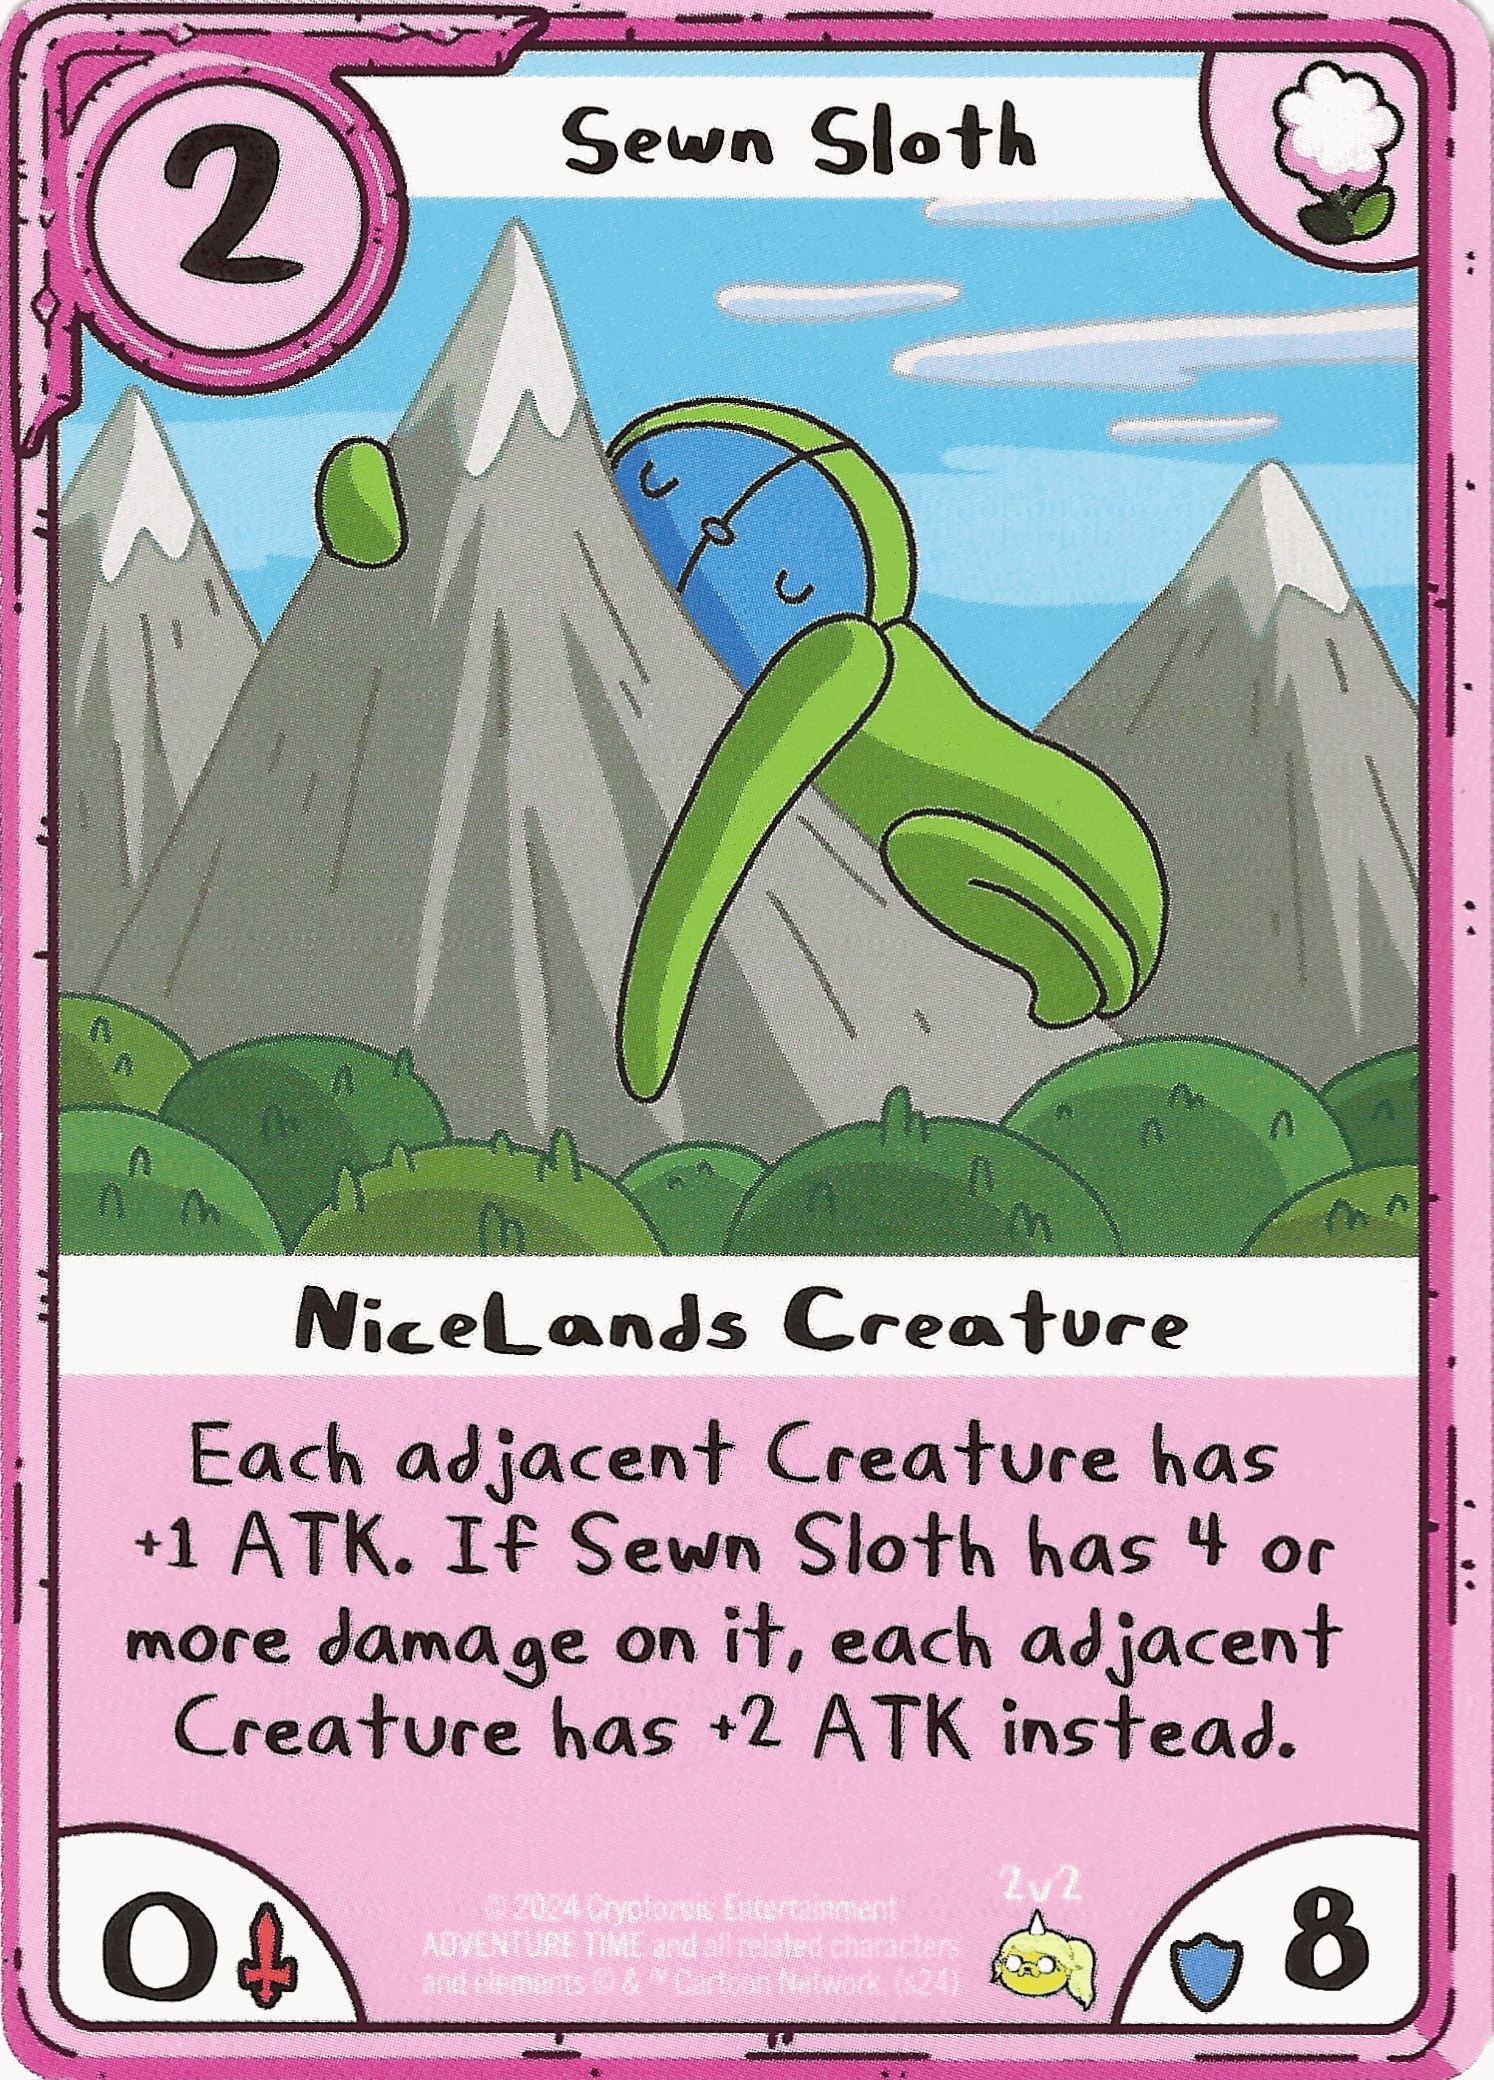 2
Sewn Sloth
NiceLands Creature
Each adjacent Creature has
+1 ATK. If Sewn Sloth has 4 or
more damage on it, each adjacent
Creature has +2 ATK instead.
0
© 2024 Cryptozoic Entertainment
ADVENTURE TIME and all related characters
and elements © & ™ Cartoon Network. (s24)
2v2
8